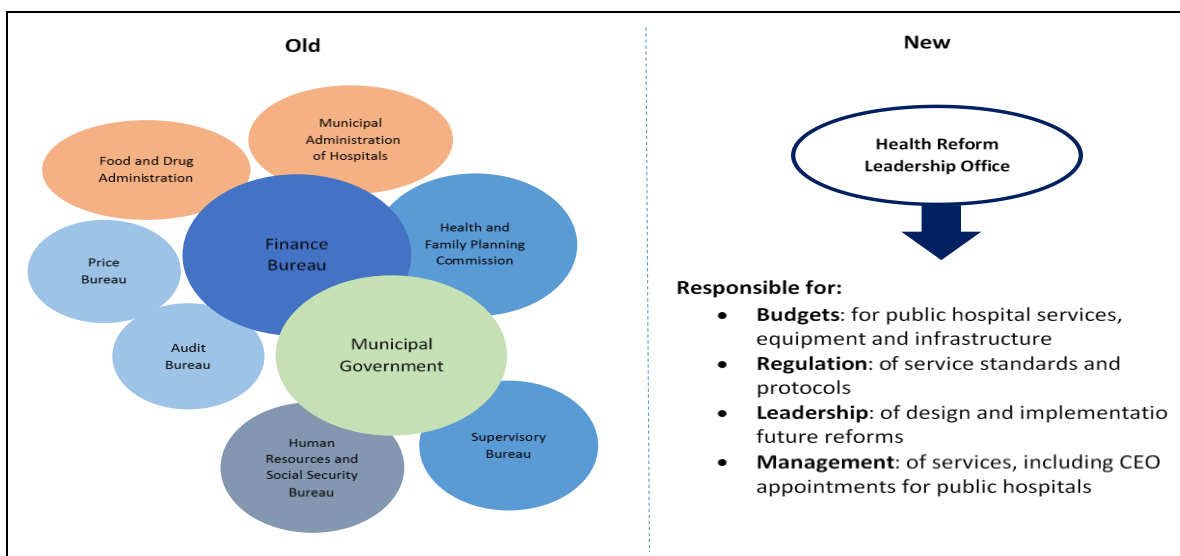 Old
Municipal
Administration
of Hospitals
Food and Drug
Administration
Finance
Bureau
Health and
Family Planning
Commission
Price
Bureau
Audit
Bureau
Municipal
Government
Human
Resources and
Social Security
Bureau
Supervisory
Bureau
New
Health Reform
Leadership Office
Responsible for:
• Budgets: for public hospital services,
equipment and infrastructure
• Regulation: of service standards and
protocols
• Leadership: of design and implementatio
future reforms
• Management: of services, including CEO
appointments for public hospitals